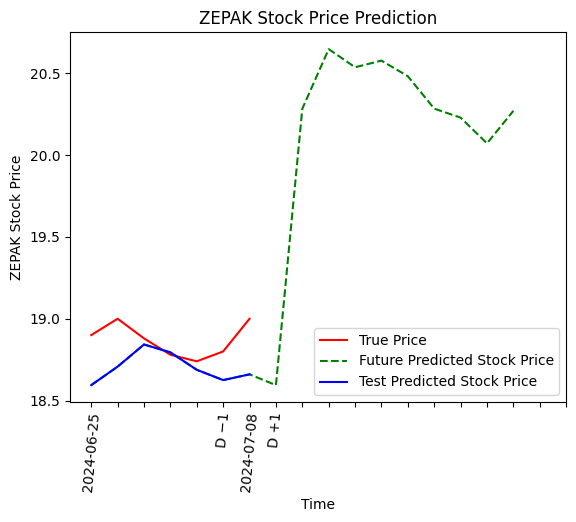 ZEPAK Stock Price Prediction
ZEPAK Stock Price
20.5
20.0
19.5
19.0
18.5
True Price
Future Predicted Stock Price
Test Predicted Stock Price
2024-06-25
D −1
2024-07-08
D +1
Time